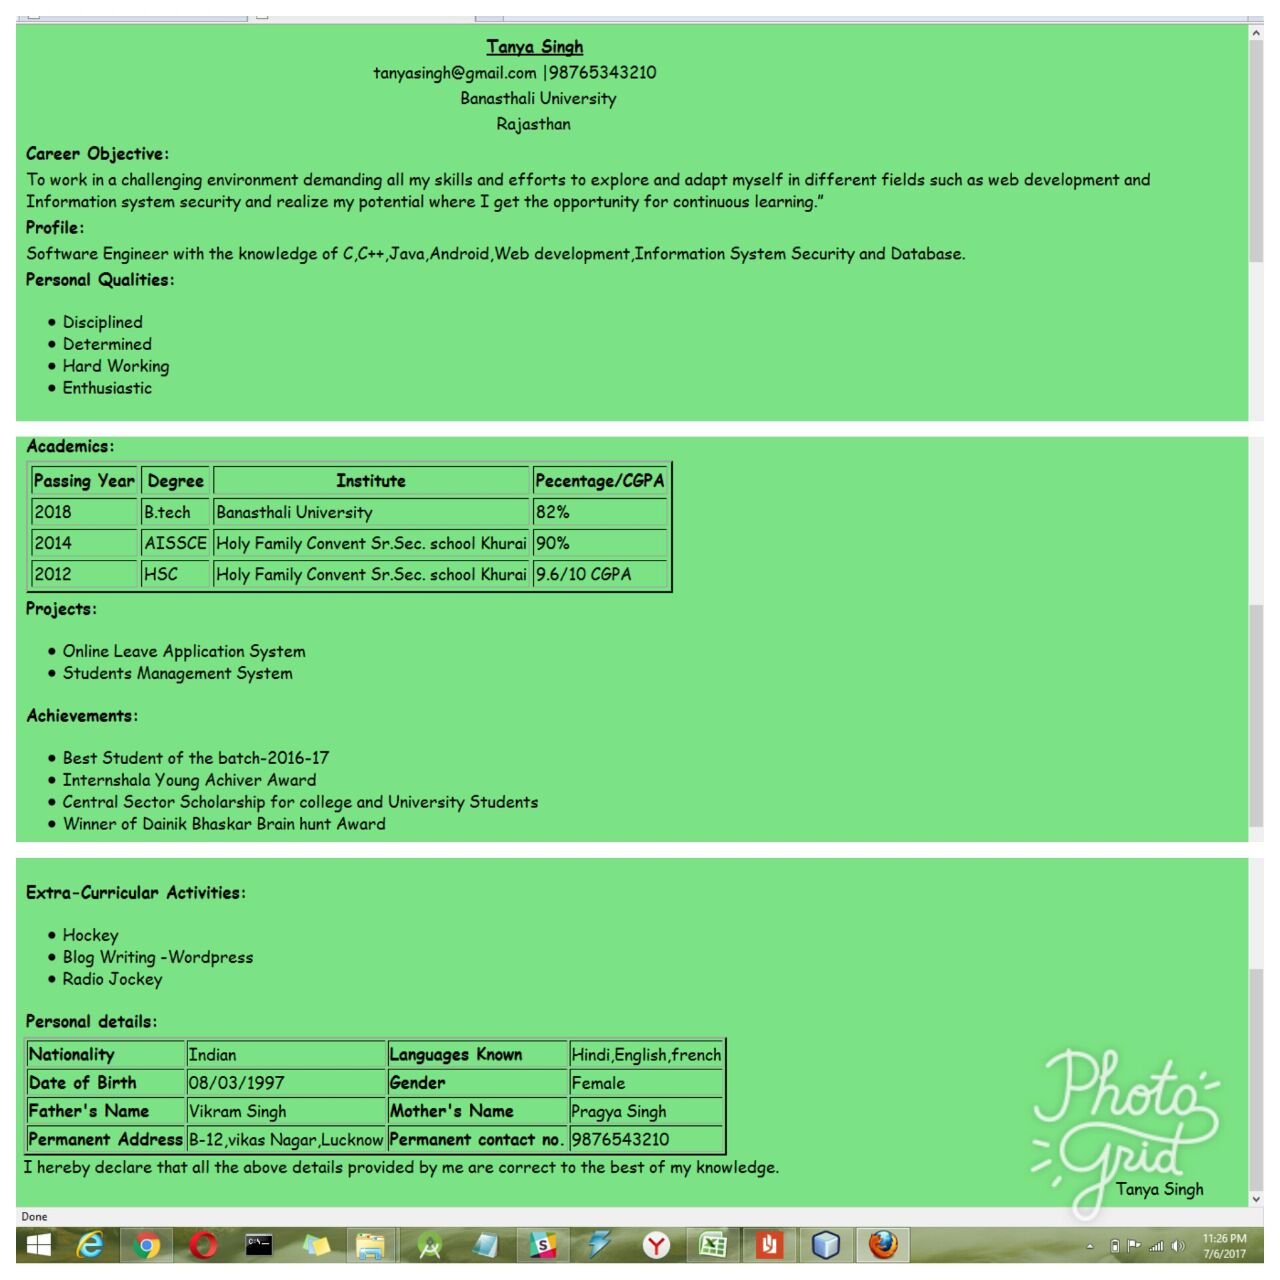 Tanya Singh
tanyasingh@gmail.com |98765343210
Banasthali University
Rajasthan
Career Objective:
To work in a challenging environment demanding all my skills and efforts to explore and adapt myself in different fields such as web development and
Information system security and realize my potential where I get the opportunity for continuous learning.”
Profile:
Software Engineer with the knowledge of C,C++,Java,Android,Web development,Information System Security and Database.
Personal Qualities:
• Disciplined
• Determined
• Hard Working
• Enthusiastic
Academics:
Passing Year Degree Institute Pecentage/CGPA
2018 B.tech Banasthali University 82%
2014 AISSCE Holy Family Convent Sr.Sec. school Khurai 90%
2012 HSC Holy Family Convent Sr.Sec. school Khurai 9.6/10 CGPA
Projects:
• Online Leave Application System
• Students Management System
Achievements:
• Best Student of the batch-2016-17
• Internshala Young Achiver Award
• Central Sector Scholarship for college and University Students
• Winner of Dainik Bhaskar Brain hunt Award
Extra-Curricular Activities:
• Hockey
• Blog Writing -Wordpress
• Radio Jockey
Personal details:
Nationality Indian Languages Known Hindi,English,french
Date of Birth 08/03/1997 Gender Female
Father's Name Vikram Singh Mother's Name Pragya Singh
Permanent Address B-12,vikas Nagar,Lucknow Permanent contact no. 9876543210
I hereby declare that all the above details provided by me are correct to the best of my knowledge.
Photo
Grid
Tanya Singh
Done
11:26 PM
7/6/2017